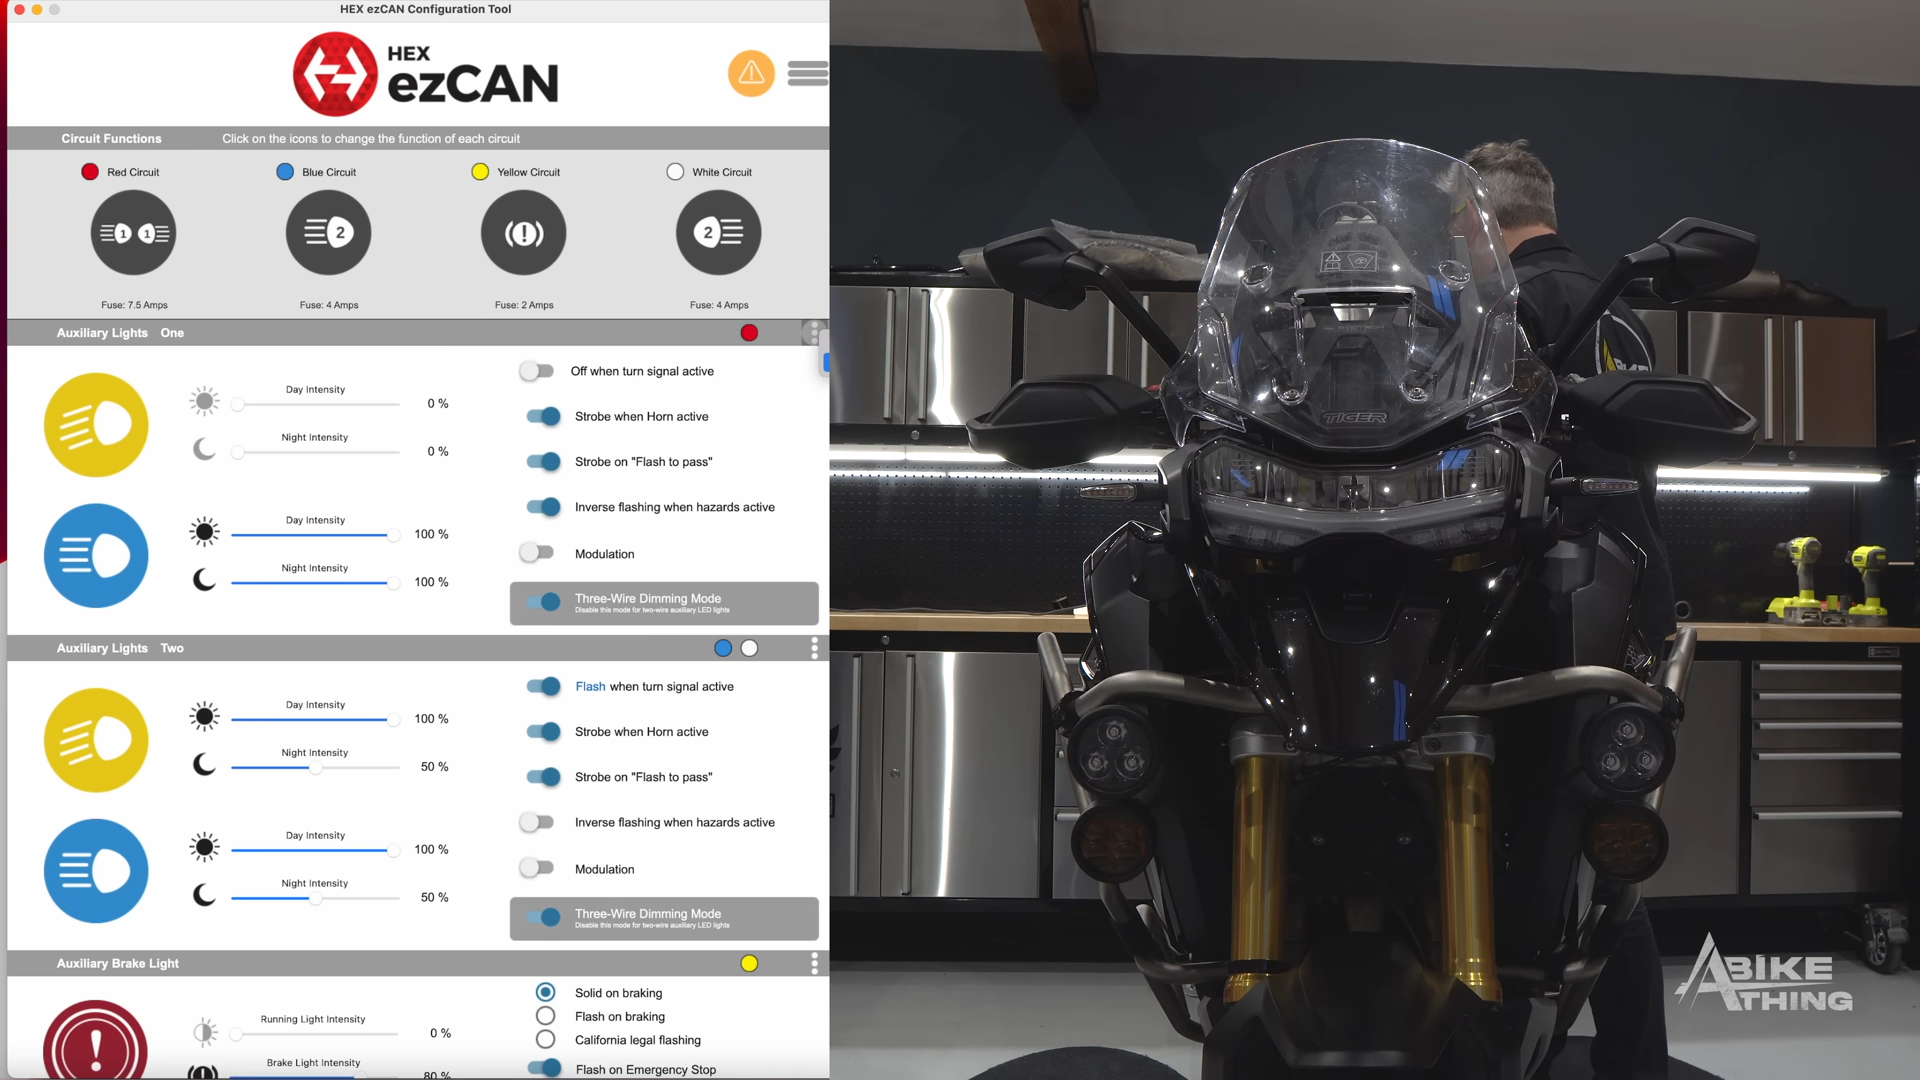 HEX ezCAN Configuration Tool
HEX
ezCAN
Circuit Functions
Click on the icons to change the function of each circuit
Red Circuit
Blue Circuit
Yellow Circuit
White Circuit
1 1
2
2
Fuse: 7.5 Amps
Fuse: 4 Amps
Fuse: 2 Amps
Fuse: 4 Amps
Auxiliary Lights One
Day Intensity
0 %
Night Intensity
0 %
Day Intensity
100 %
Night Intensity
100 %
Off when turn signal active
Strobe when Horn active
Strobe on "Flash to pass"
Inverse flashing when hazards active
Modulation
Three-Wire Dimming Mode
Disable this mode for two-wire auxiliary LED lights
Auxiliary Lights Two
Day Intensity
100 %
Night Intensity
50 %
Day Intensity
100 %
Night Intensity
50 %
Flash when turn signal active
Strobe when Horn active
Strobe on "Flash to pass"
Inverse flashing when hazards active
Modulation
Three-Wire Dimming Mode
Disable this mode for two-wire auxiliary LED lights
Auxiliary Brake Light
Running Light Intensity
0 %
Brake Light Intensity
80 %
Solid on braking
Flash on braking
California legal flashing
Flash on Emergency Stop
TIGER
A BIKE
THING